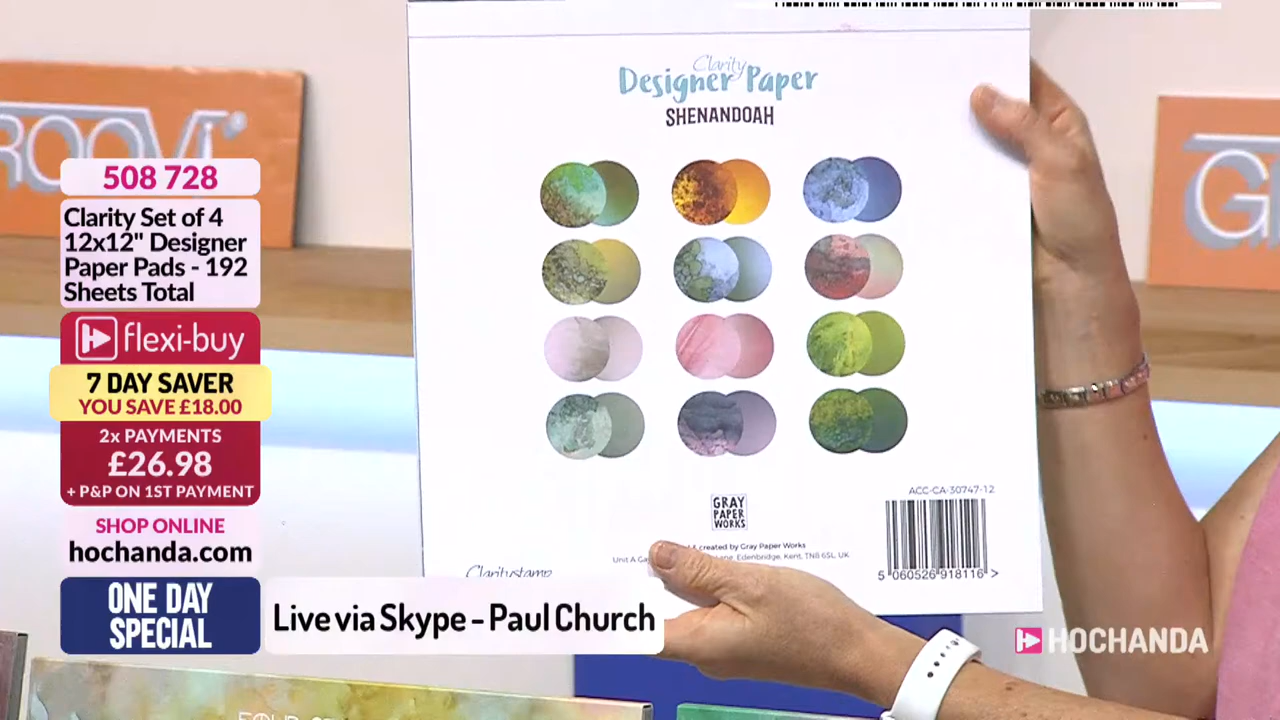 Clarity
Designer Paper
SHENANDOAH
508 728
Clarity Set of 4
12x12" Designer
Paper Pads - 192
Sheets Total
flexi-buy
7 DAY SAVER
YOU SAVE £18.00
2x PAYMENTS
£26.98
+ P&P ON 1ST PAYMENT
SHOP ONLINE
hochanda.com
ONE DAY
SPECIAL
Live via Skype - Paul Church
ACC-CA-30747-12
GRAY
PAPER
WORKS
created by Gray Paper Works
Unit A Edenbridge, Kent, TN8 6SL, UK
5 060526 918116 >
Claritystamp
HOCHANDA